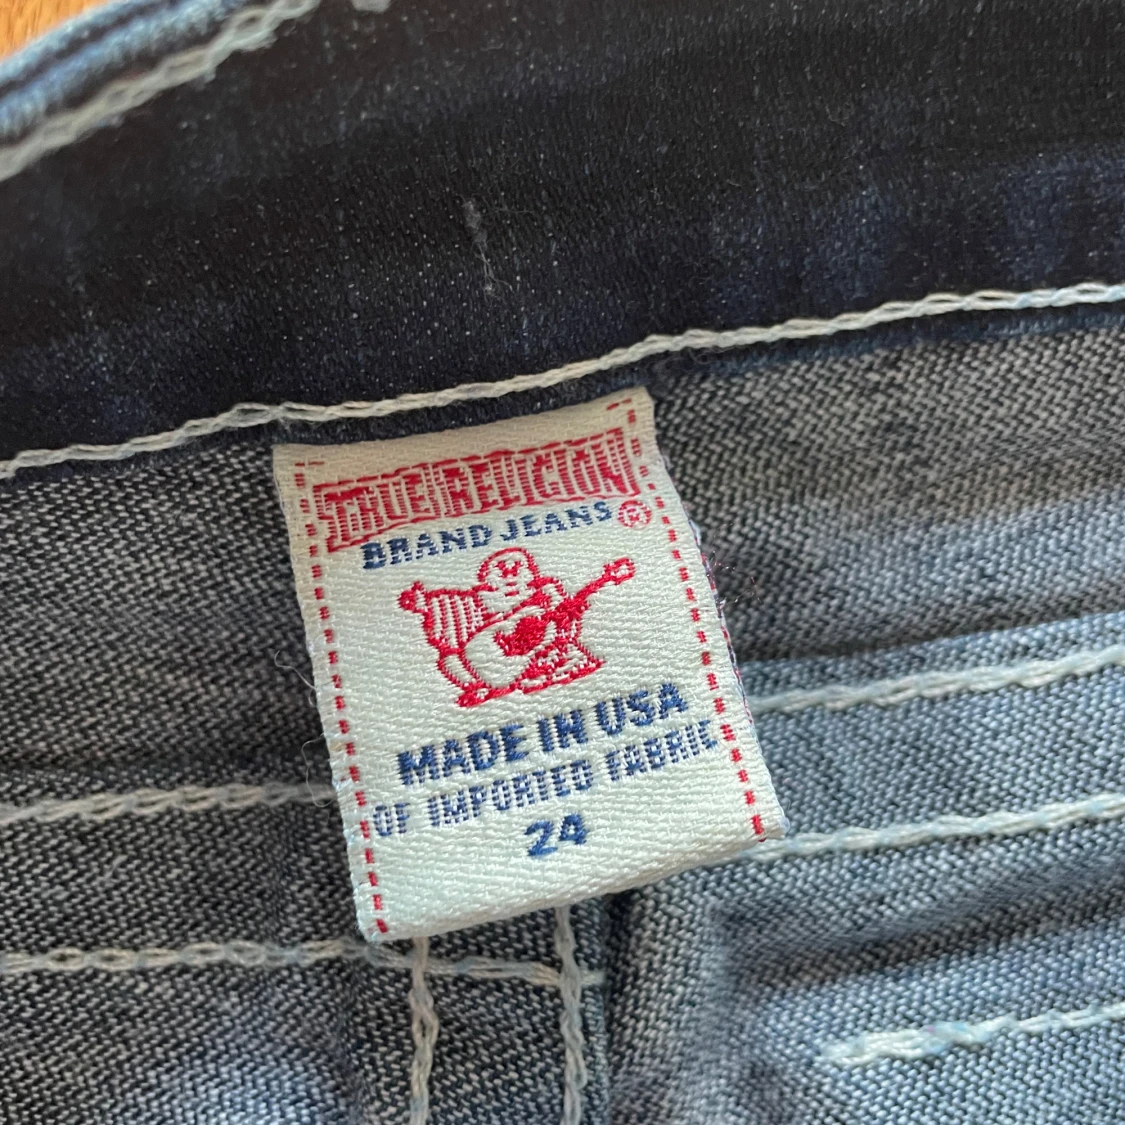 TRUE RELIGION
BRAND JEANS ®
MADE IN USA
OF IMPORTED FABRIC
24